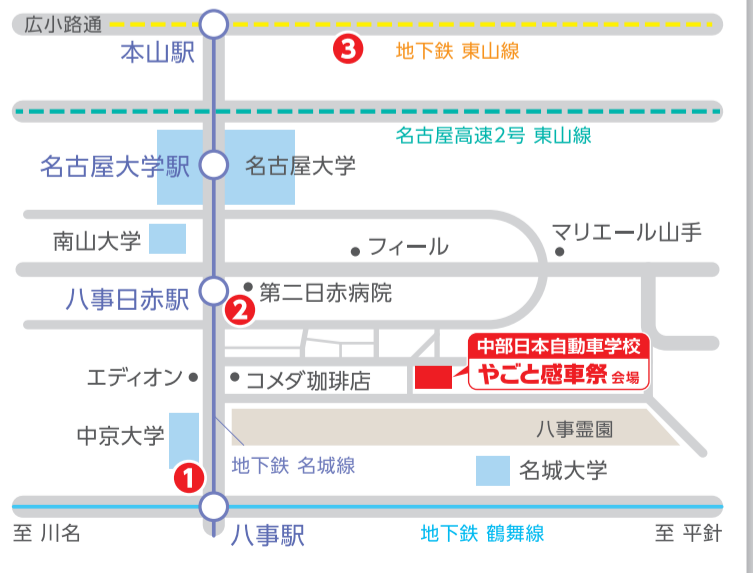 広小路通
本山駅
3
地下鉄 東山線
名古屋高速2号 東山線
名古屋大学駅
名古屋大学
南山大学
フィール
マリエール山手
八事日赤駅
2
第二日赤病院
中部日本自動車学校
やごと感車祭 会場
エディオン
コメダ珈琲店
中京大学
八事霊園
地下鉄 名城線
名城大学
1
至 川名
八事駅
地下鉄 鶴舞線
至 平針